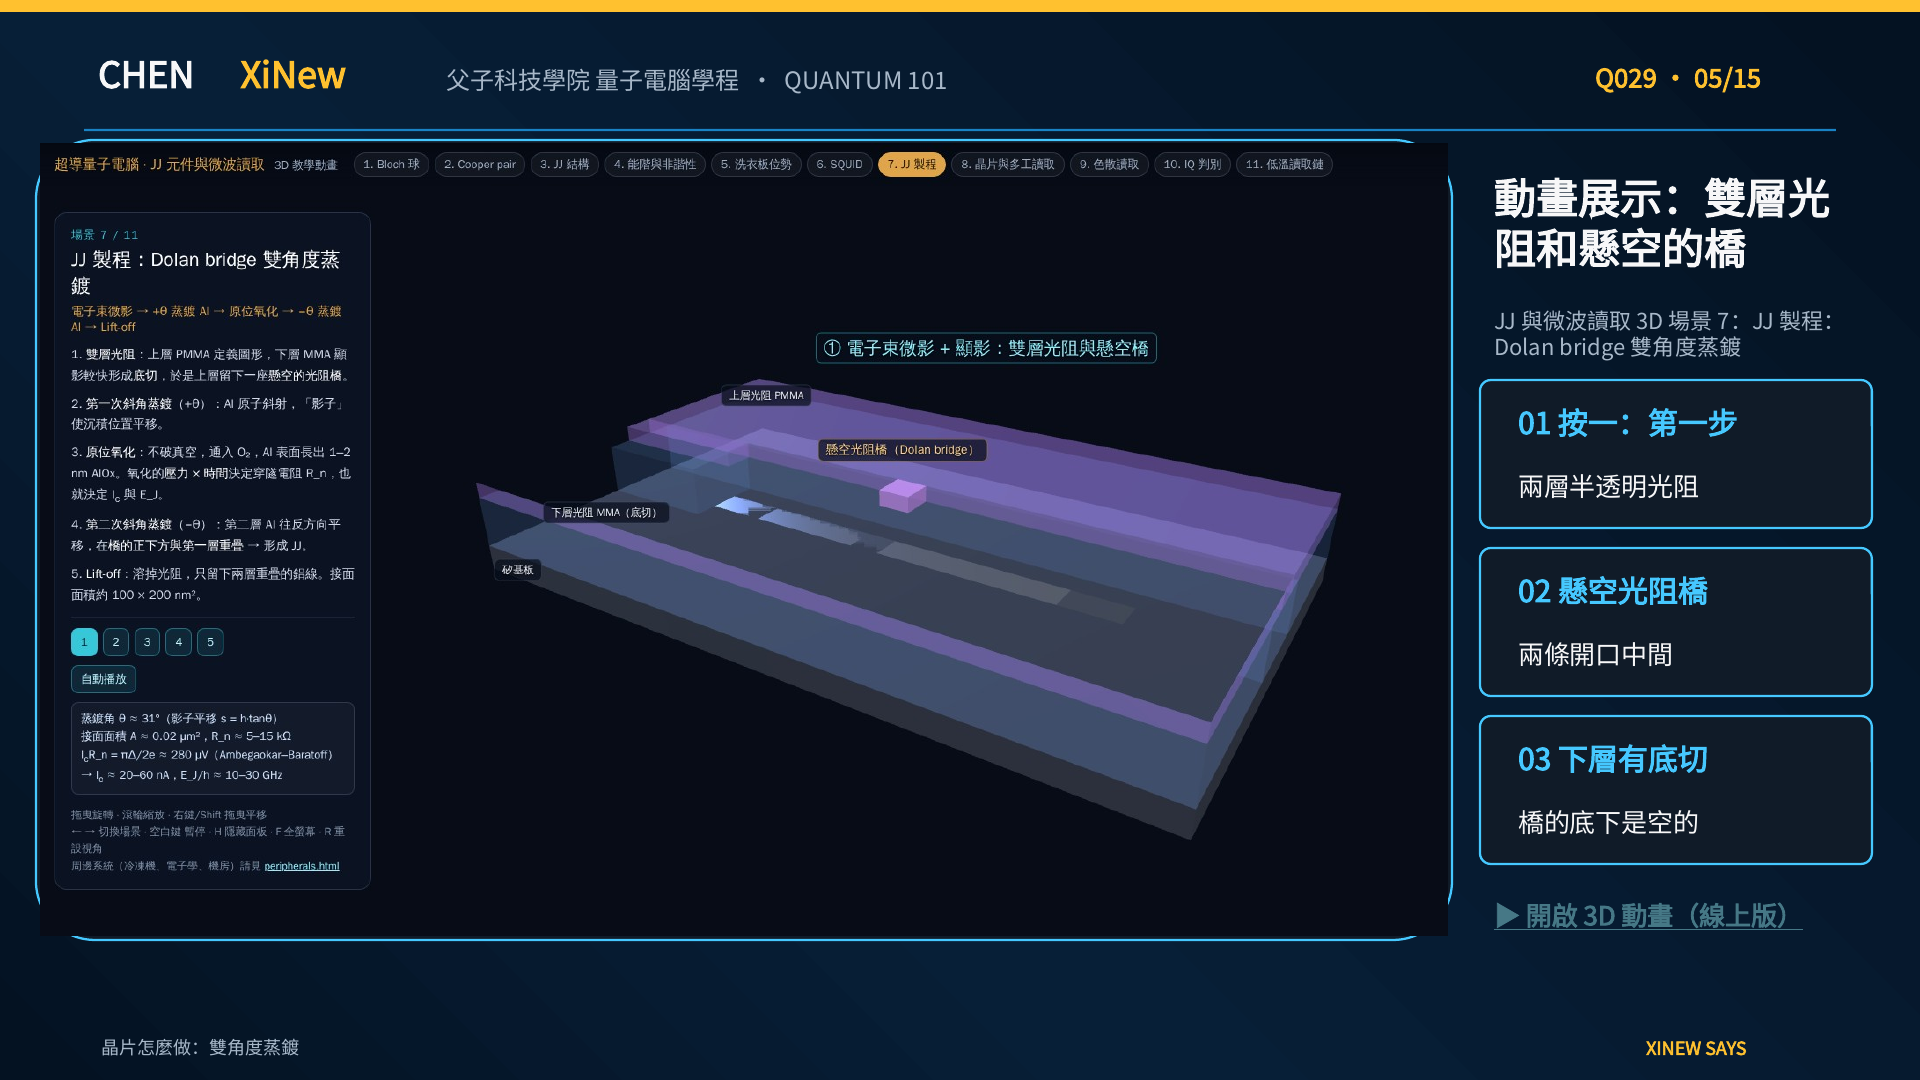 CHEN XiNew 父子科技學院 量子電腦學程 · QUANTUM 101 Q029 · 05/15
超導量子電腦 · JJ 元件與微波讀取 3D 教學動畫 1. Bloch 球 2. Cooper pair 3. JJ 結構 4. 能階與非諧性 5. 洗衣板位勢 6. SQUID 7. JJ 製程 8. 晶片與多工讀取 9. 色散讀取 10. IQ 判別 11. 低溫讀取鏈
場景 7 / 11
JJ 製程：Dolan bridge 雙角度蒸
鍍
電子束微影 → +θ 蒸鍍 Al → 原位氧化 → −θ 蒸鍍
Al → Lift-off
1. 雙層光阻：上層 PMMA 定義圖形，下層 MMA 顯
影較快形成底切，於是上層留下一座懸空的光阻橋。
2. 第一次斜角蒸鍍（+θ）：Al 原子斜射，「影子」
使沉積位置平移。
3. 原位氧化：不破真空，通入 O₂，Al 表面長出 1–2
nm AlOx。氧化的壓力 × 時間決定穿隧電阻 R_n，也
就決定 I_c 與 E_J。
4. 第二次斜角蒸鍍（−θ）：第二層 Al 往反方向平
移，在橋的正下方與第一層重疊 → 形成 JJ。
5. Lift-off：溶掉光阻，只留下兩層重疊的鋁線。接面
面積約 100 × 200 nm²。
1 2 3 4 5
自動播放
蒸鍍角 θ ≈ 31°（影子平移 s = h·tanθ）
接面面積 A ≈ 0.02 μm²，R_n ≈ 5–15 kΩ
I_cR_n = πΔ/2e ≈ 280 μV（Ambegaokar–Baratoff）
→ I_c ≈ 20–60 nA，E_J/h ≈ 10–30 GHz
拖曳旋轉 · 滾輪縮放 · 右鍵/Shift 拖曳平移
← → 切換場景 · 空白鍵 暫停 · H 隱藏面板 · F 全螢幕 · R 重
設視角
周邊系統（冷凍機、電子學、機房）請見 peripherals.html
① 電子束微影 + 顯影：雙層光阻與懸空橋
上層光阻 PMMA
懸空光阻橋（Dolan bridge）
下層光阻 MMA（底切）
矽基板
動畫展示：雙層光
阻和懸空的橋
JJ 與微波讀取 3D 場景 7：JJ 製程：
Dolan bridge 雙角度蒸鍍
01 按一：第一步
兩層半透明光阻
02 懸空光阻橋
兩條開口中間
03 下層有底切
橋的底下是空的
▶ 開啟 3D 動畫（線上版）
晶片怎麼做：雙角度蒸鍍
XINEW SAYS